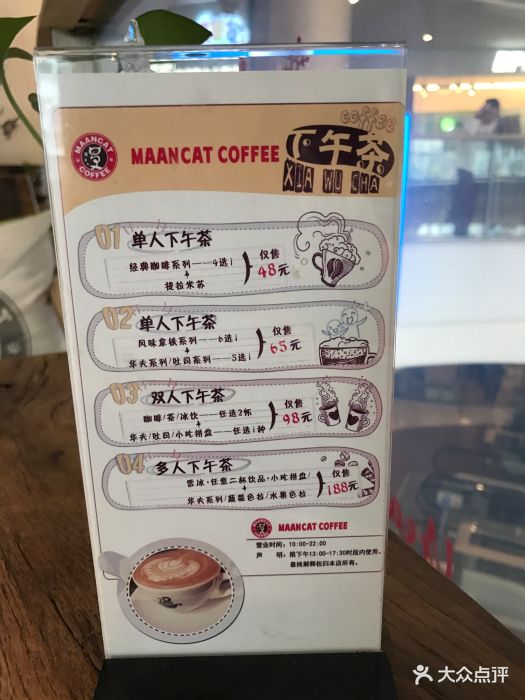 coffee
MAANCAT COFFEE
MAANCAT COFFEE
下午茶
XIA WU CHA
01 单人下午茶
经典咖啡系列——4选1
+
提拉米苏
仅售
48元
02 单人下午茶
风味拿铁系列——6选1
+
华夫系列/吐司系列——5选1
仅售
65元
03 双人下午茶
咖啡/茶/冰饮——任选2杯
+
华夫/吐司/小吃拼盘——任选1种
仅售
98元
04 多人下午茶
雪冰·任意二杯饮品·小吃拼盘/
+
华夫系列/蔬菜色拉/水果色拉
仅售
188元
MAANCAT COFFEE
营业时间：10:00-22:00
声 明：限下午13:00-17:30时段内使用。
最终解释权归本店所有。
大众点评